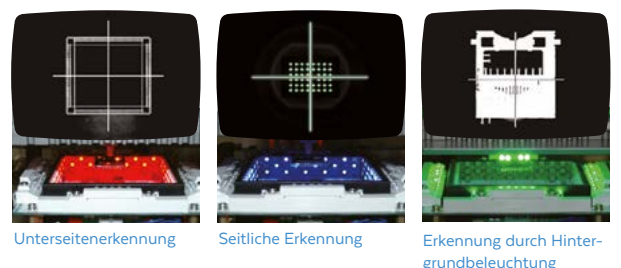 Unterseitenerkennung
Seitliche Erkennung
Erkennung durch Hinter-
grundbeleuchtung